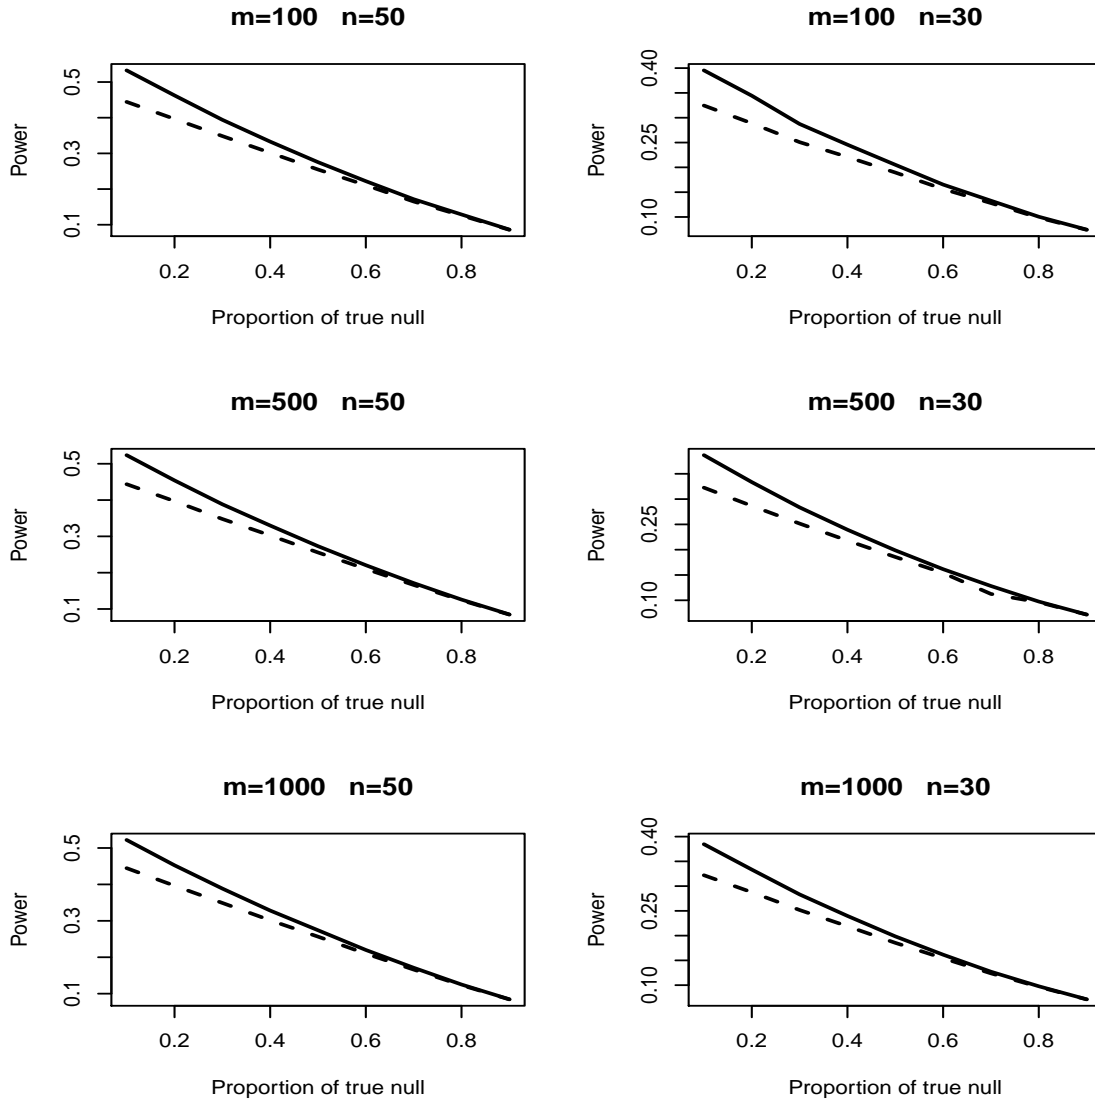 m=100 n=50
Power
0.1 0.3 0.5
0.2 0.4 0.6 0.8
Proportion of true null
m=100 n=30
Power
0.10 0.25 0.40
0.2 0.4 0.6 0.8
Proportion of true null
m=500 n=50
Power
0.1 0.3 0.5
0.2 0.4 0.6 0.8
Proportion of true null
m=500 n=30
Power
0.10 0.25
0.2 0.4 0.6 0.8
Proportion of true null
m=1000 n=50
Power
0.1 0.3 0.5
0.2 0.4 0.6 0.8
Proportion of true null
m=1000 n=30
Power
0.10 0.25 0.40
0.2 0.4 0.6 0.8
Proportion of true null